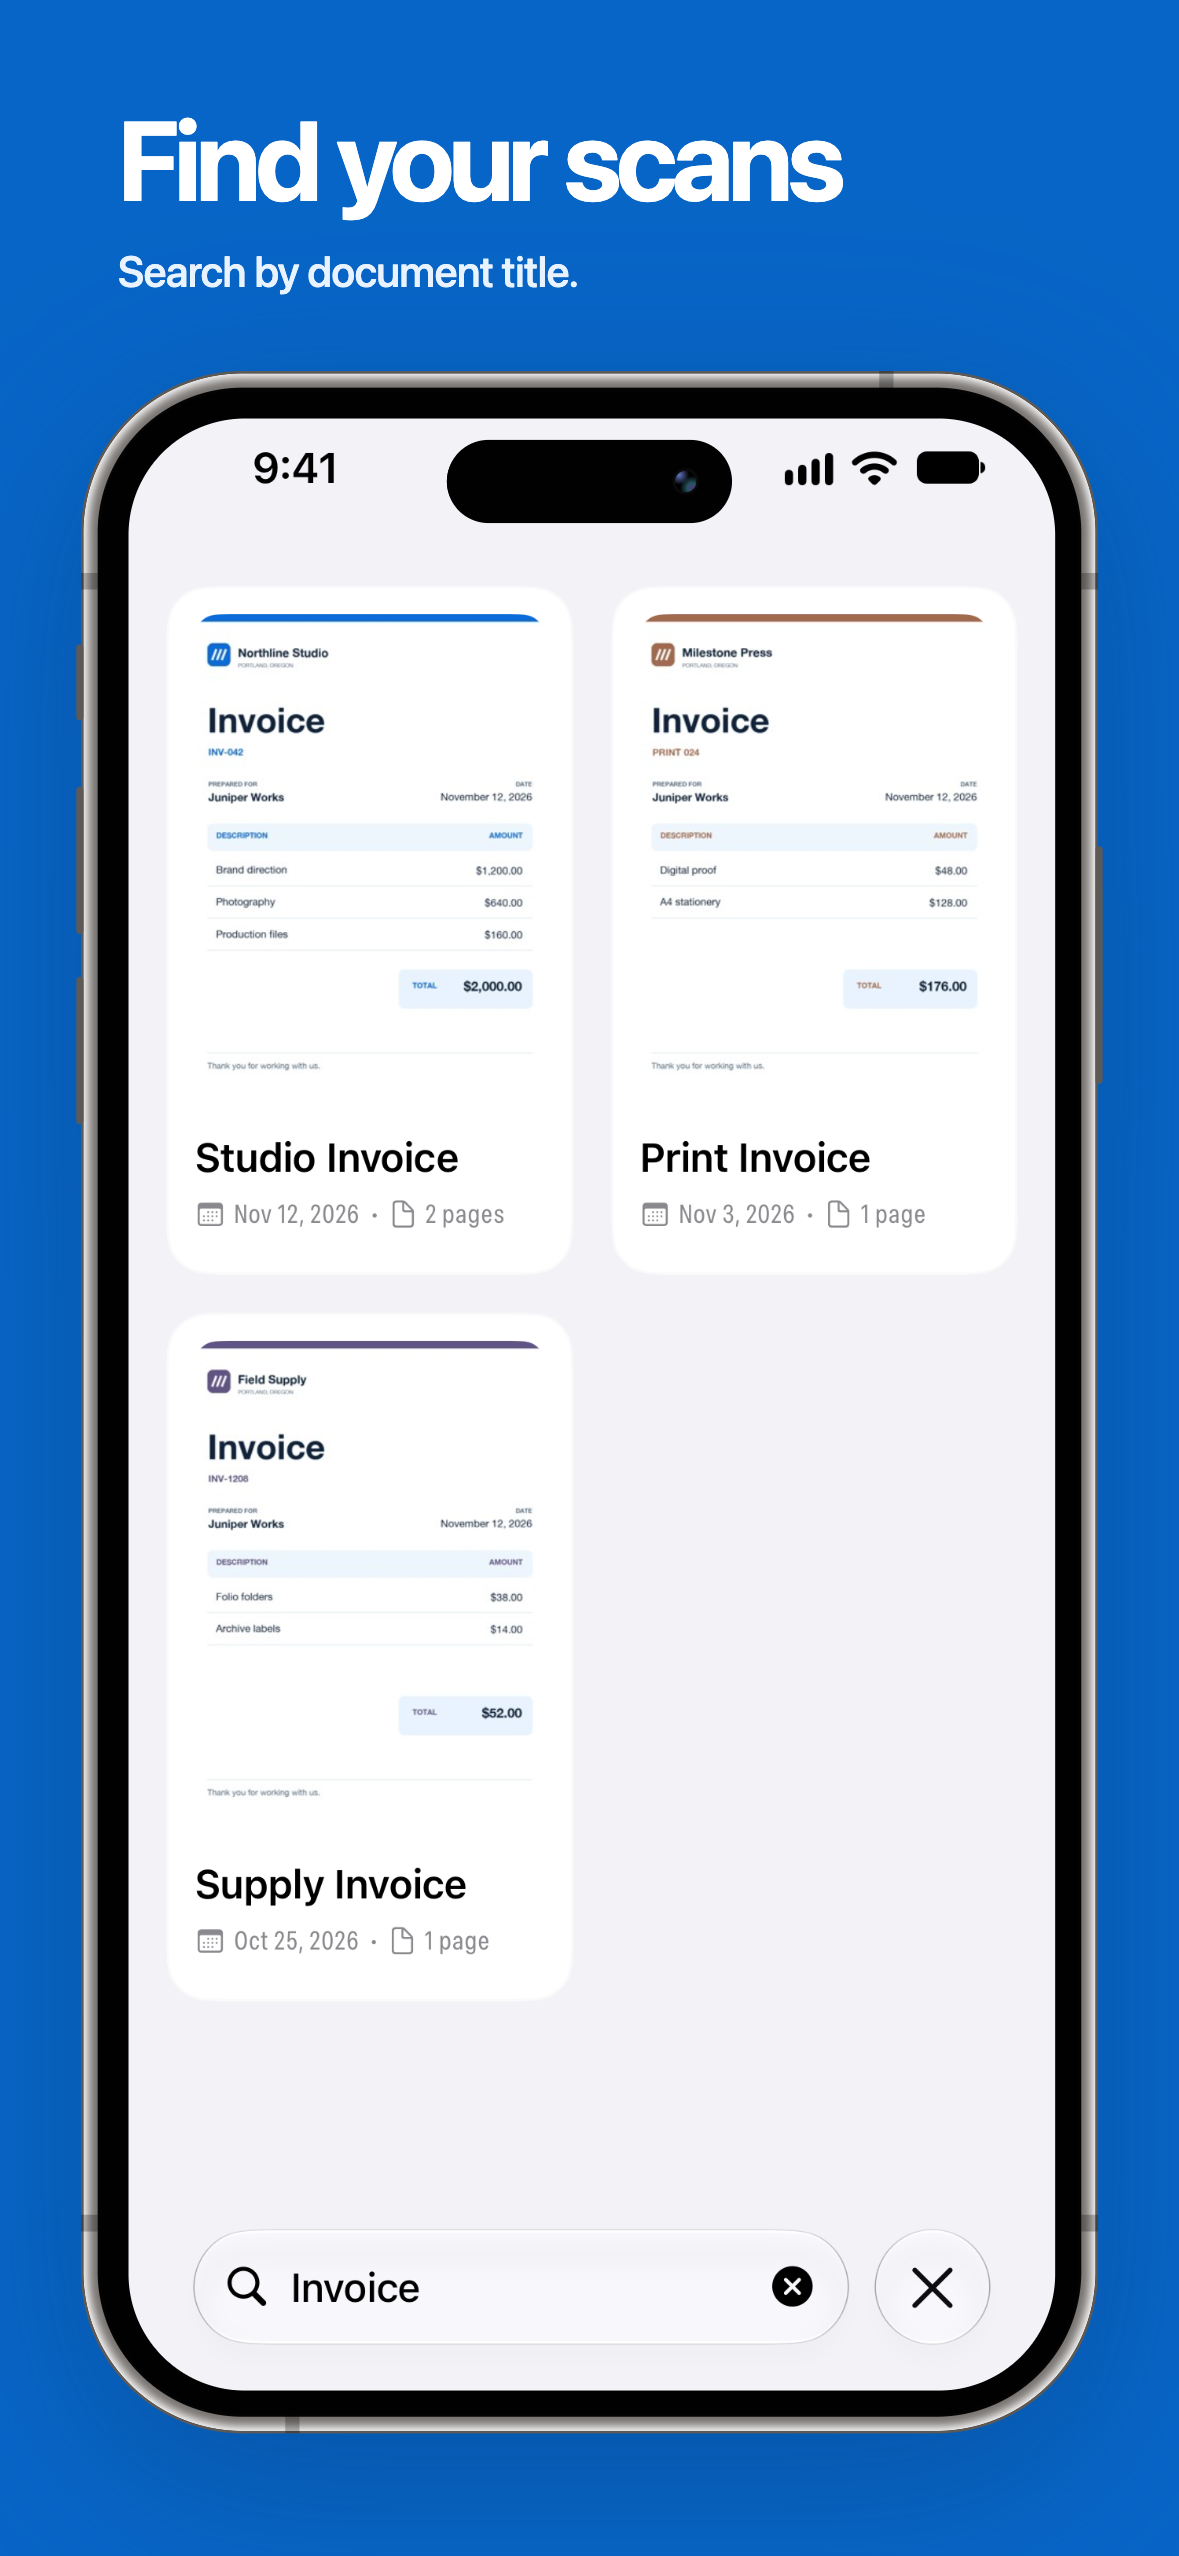 Find your scans
Search by document title.
9:41
Northline Studio
PORTLAND, OREGON
Invoice
INV-042
PREPARED FOR DATE
Juniper Works November 12, 2026
DESCRIPTION AMOUNT
Brand direction $1,200.00
Photography $640.00
Production files $160.00
TOTAL $2,000.00
Thank you for working with us.
Studio Invoice
Nov 12, 2026 • 2 pages
Milestone Press
PORTLAND, OREGON
Invoice
PRINT 024
PREPARED FOR DATE
Juniper Works November 12, 2026
DESCRIPTION AMOUNT
Digital proof $48.00
A4 stationery $128.00
TOTAL $176.00
Thank you for working with us.
Print Invoice
Nov 3, 2026 • 1 page
Field Supply
PORTLAND, OREGON
Invoice
INV-1208
PREPARED FOR DATE
Juniper Works November 12, 2026
DESCRIPTION AMOUNT
Folio folders $38.00
Archive labels $14.00
TOTAL $52.00
Thank you for working with us.
Supply Invoice
Oct 25, 2026 • 1 page
Invoice